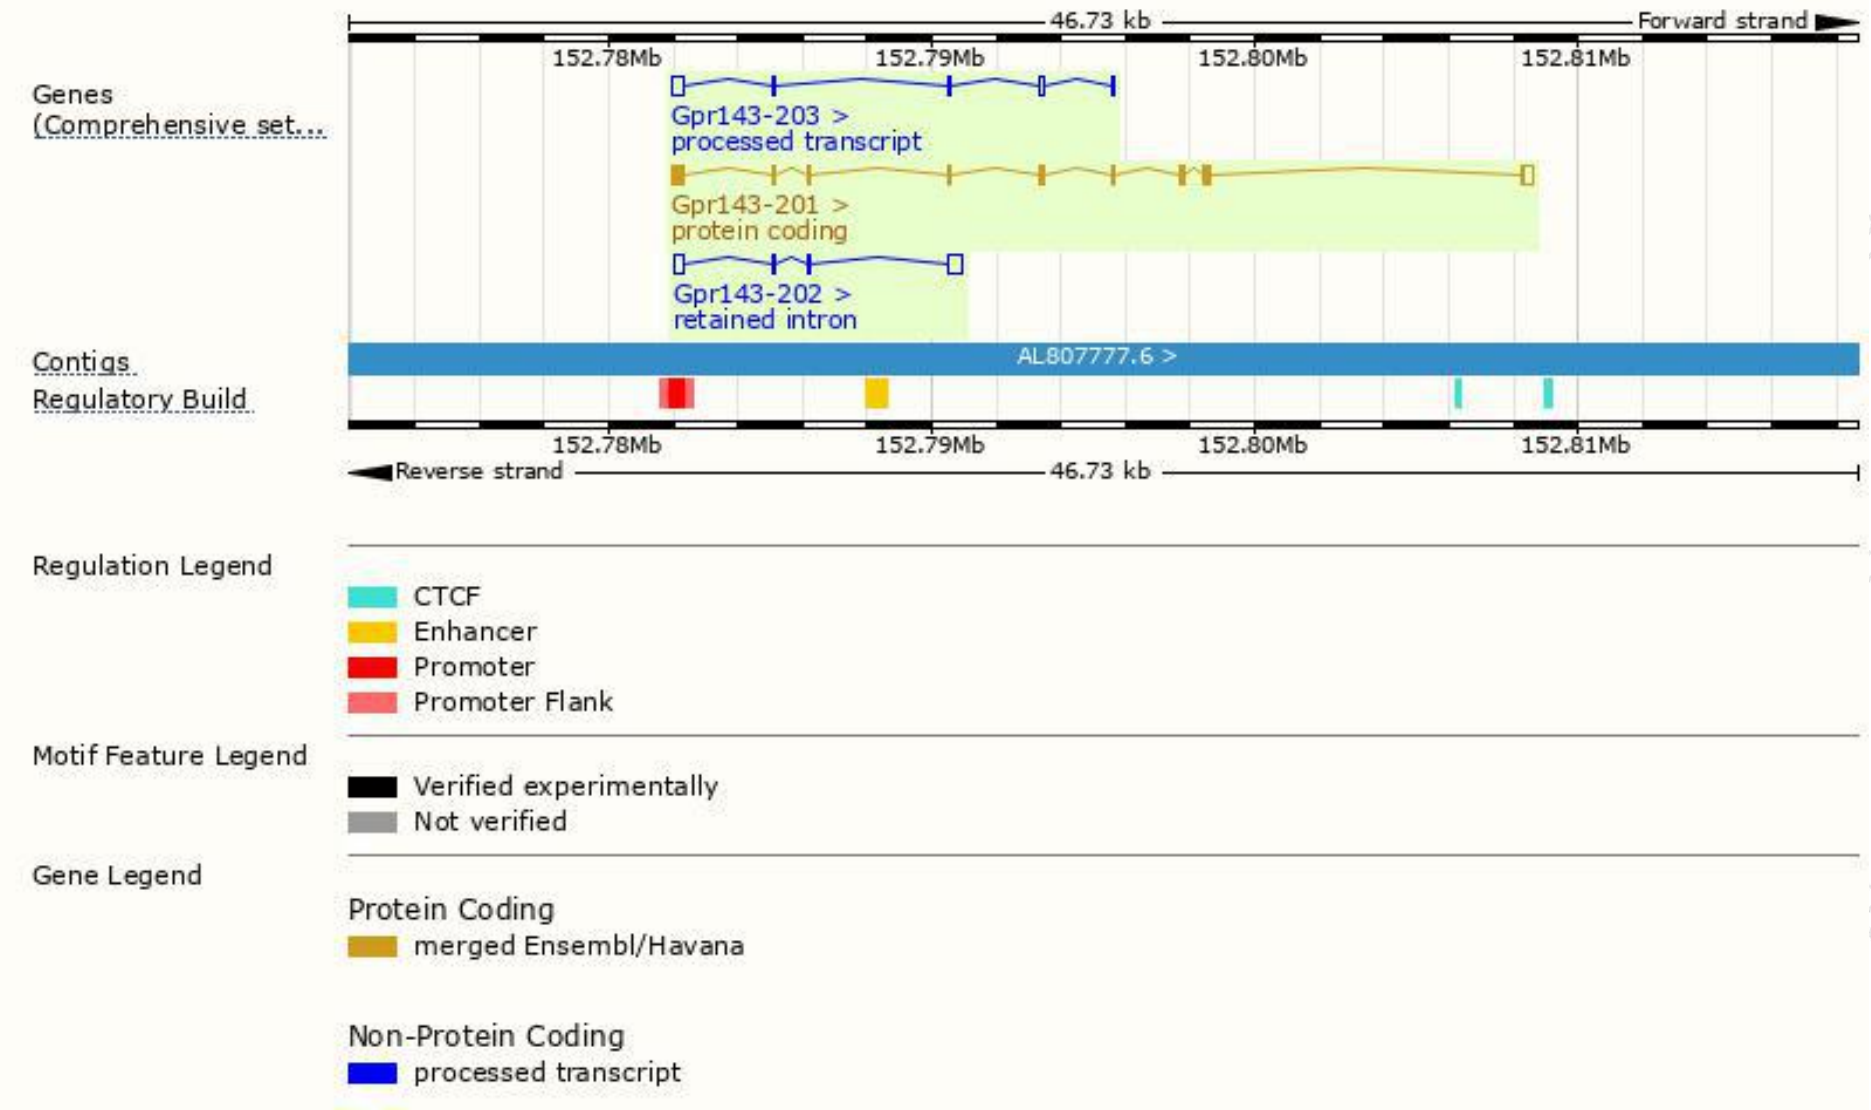 46.73 kb Forward strand
152.78Mb 152.79Mb 152.80Mb 152.81Mb
Genes
(Comprehensive set...
Gpr143-203 >
processed transcript
Gpr143-201 >
protein coding
Gpr143-202 >
retained intron
Contigs AL807777.6 >
Regulatory Build
152.78Mb 152.79Mb 152.80Mb 152.81Mb
Reverse strand 46.73 kb
Regulation Legend
CTCF
Enhancer
Promoter
Promoter Flank
Motif Feature Legend
Verified experimentally
Not verified
Gene Legend
Protein Coding
merged Ensembl/Havana
Non-Protein Coding
processed transcript